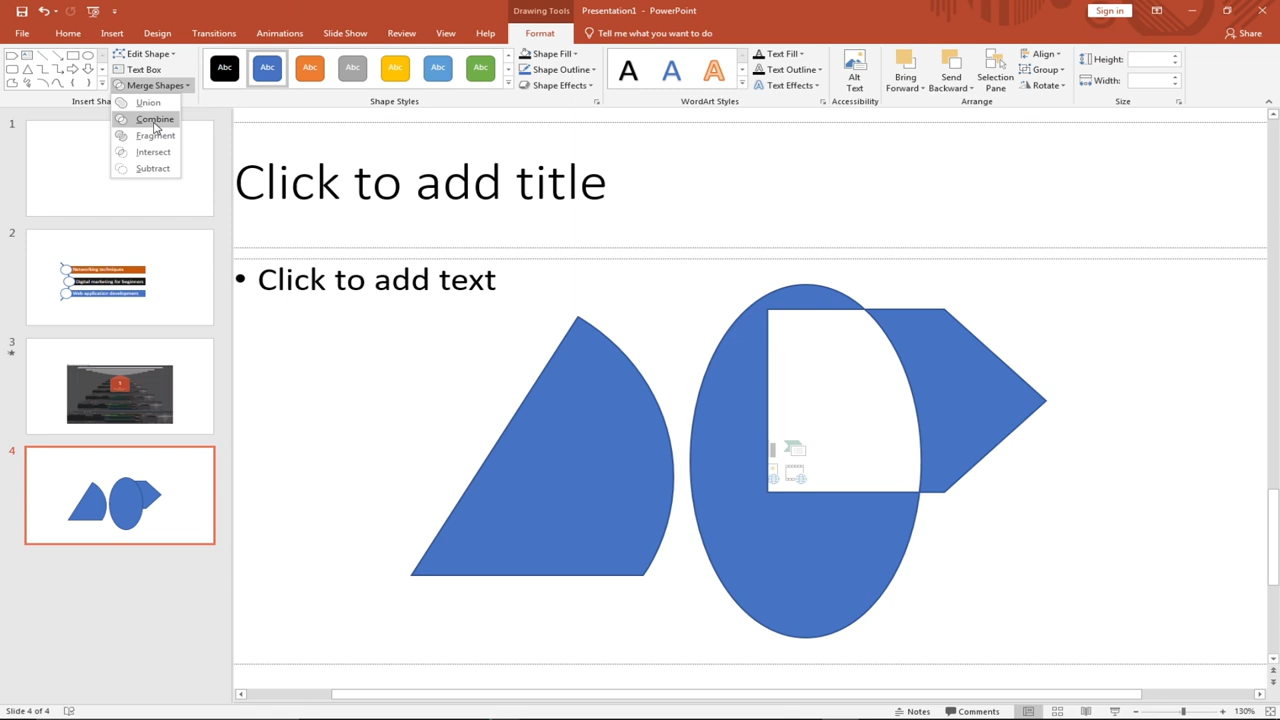 Drawing Tools
Presentation1 - PowerPoint
Sign in
File
Home
Insert
Design
Transitions
Animations
Slide Show
Review
View
Help
Format
Tell me what you want to do
Share
Edit Shape
Text Box
Merge Shapes
Insert Sha
Union
Combine
Fragment
Intersect
Subtract
Abc
Abc
Abc
Abc
Abc
Abc
Abc
Shape Fill
Shape Outline
Shape Effects
Shape Styles
A
A
A
Text Fill
Text Outline
Text Effects
WordArt Styles
Alt
Text
Accessibility
Bring
Forward
Send
Backward
Selection
Pane
Align
Group
Rotate
Arrange
Height:
Width:
Size
1
2
Networking techniques
Digital marketing for beginners
Web application development
3
1
4
Click to add title
• Click to add text
Slide 4 of 4
Notes
Comments
130%